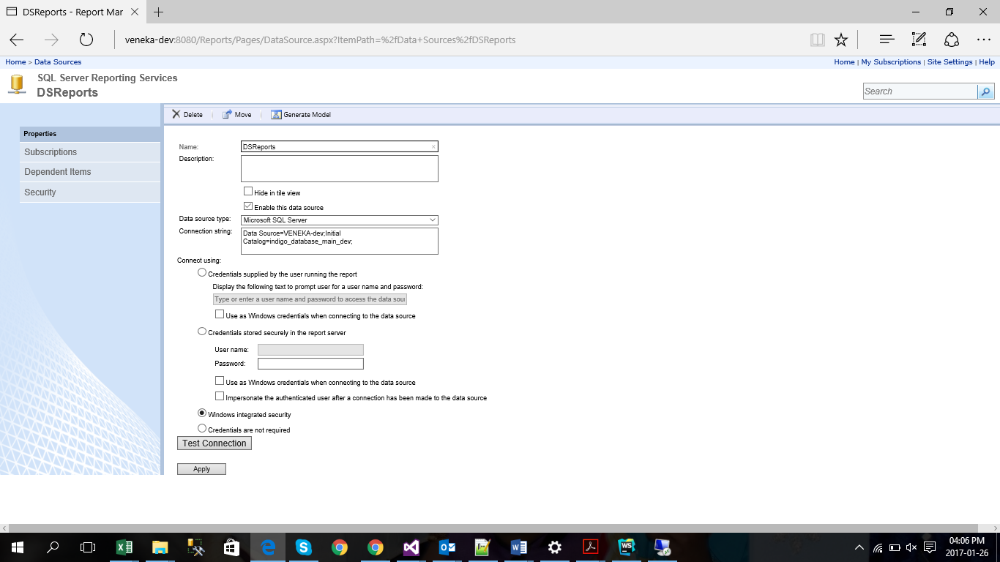 DSReports - Report Mar
veneka-dev:8080/Reports/Pages/DataSource.aspx?ItemPath=%2fData+Sources%2fDSReports
Home > Data Sources
Home | My Subscriptions | Site Settings | Help
SQL Server Reporting Services
DSReports
Search
Delete
Move
Generate Model
Properties
Subscriptions
Dependent Items
Security
Name:
DSReports
Description:
Hide in tile view
Enable this data source
Data source type:
Microsoft SQL Server
Connection string:
Data Source=VENEKA-dev;Initial
Catalog=indigo_database_main_dev;
Connect using:
Credentials supplied by the user running the report
Display the following text to prompt user for a user name and password:
Type or enter a user name and password to access the data sour
Use as Windows credentials when connecting to the data source
Credentials stored securely in the report server
User name:
Password:
Use as Windows credentials when connecting to the data source
Impersonate the authenticated user after a connection has been made to the data source
Windows integrated security
Credentials are not required
Test Connection
Apply
04:06 PM
2017-01-26